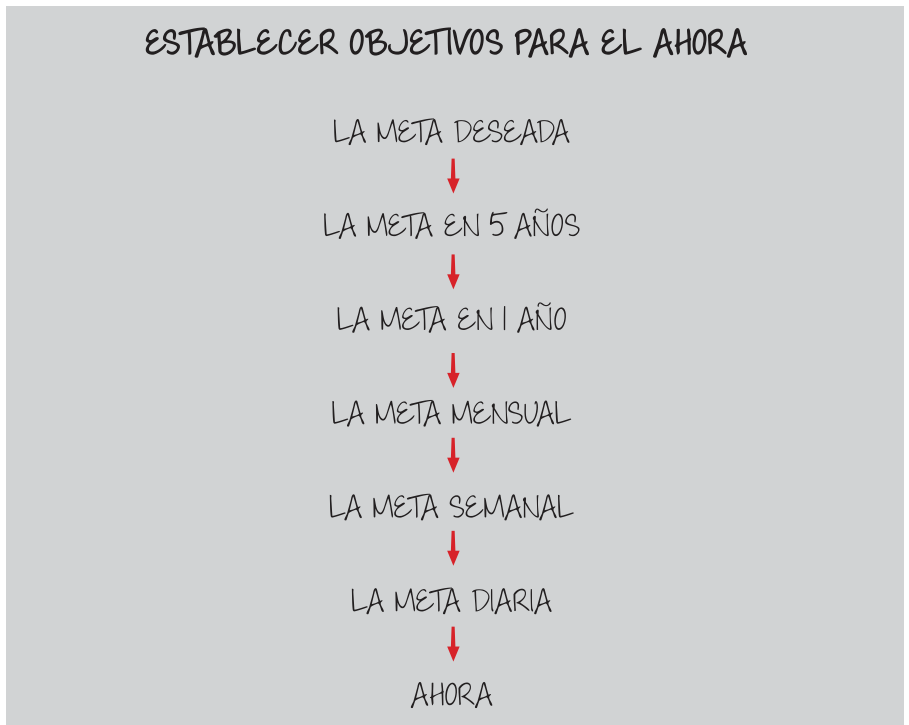 ESTABLECER OBJETIVOS PARA EL AHORA
LA META DESEADA
LA META EN 5 AÑOS
LA META EN 1 AÑO
LA META MENSUAL
LA META SEMANAL
LA META DIARIA
AHORA